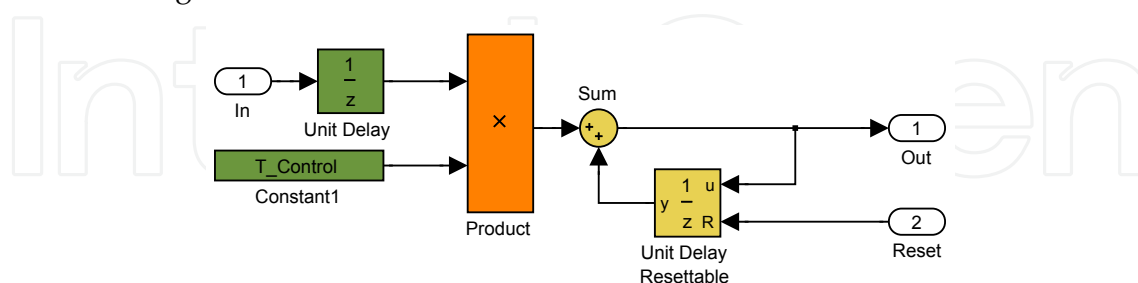 1
In
1
z
Unit Delay
T_Control
Constant1
×
Product
Sum
+
+
1
Out
y
1
z
u
R
Unit Delay
Resettable
2
Reset